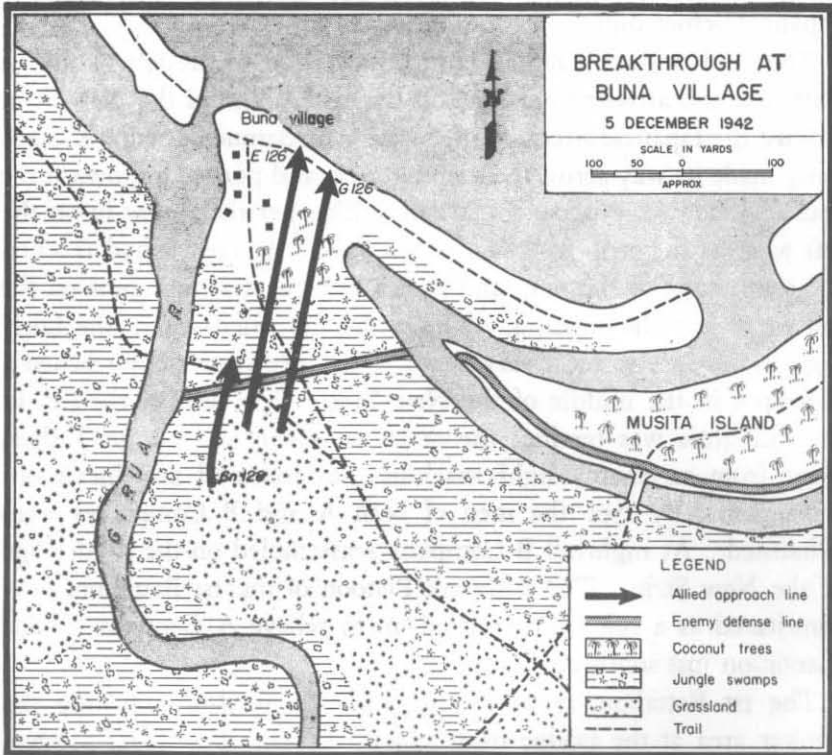 BREAKTHROUGH AT
BUNA VILLAGE
5 DECEMBER 1942
SCALE IN YARDS
100 50 0 100
APPROX
Buna village
E 126
G 126
Bn
GIRUA R
MUSITA ISLAND
LEGEND
Allied approach line
Enemy defense line
Coconut trees
Jungle swamps
Grassland
Trail